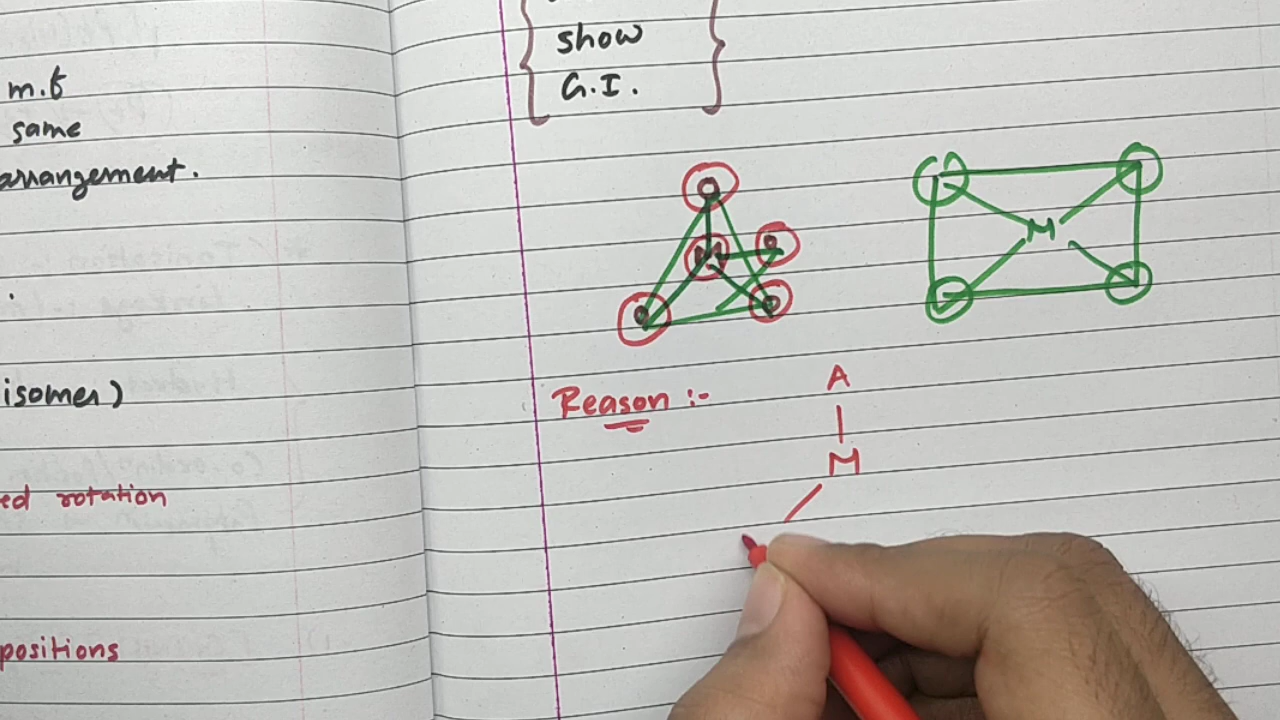 m.f
same
arrangement.
isomer)
ed rotation
positions
show
G.I.
M
M
Reason :-
A
M